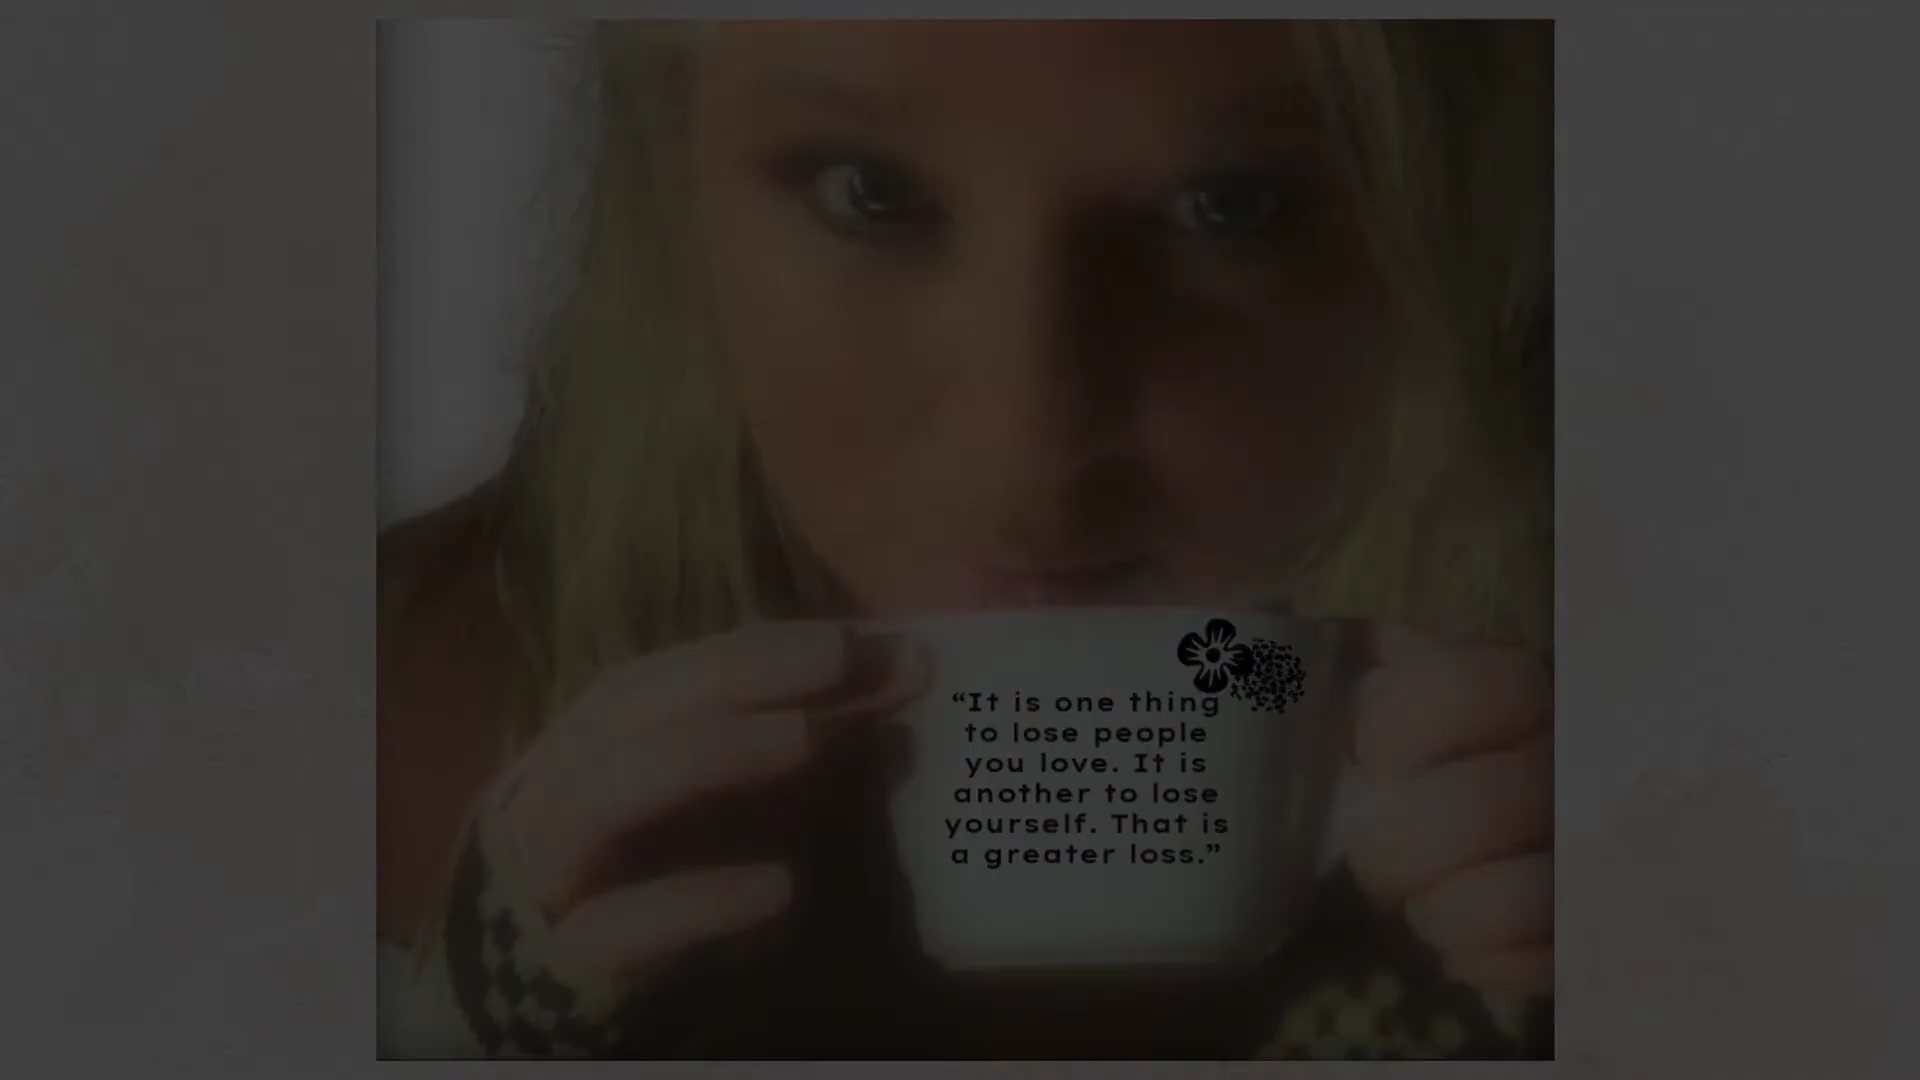 “It is one thing
to lose people
you love. It is
another to lose
yourself. That is
a greater loss.”